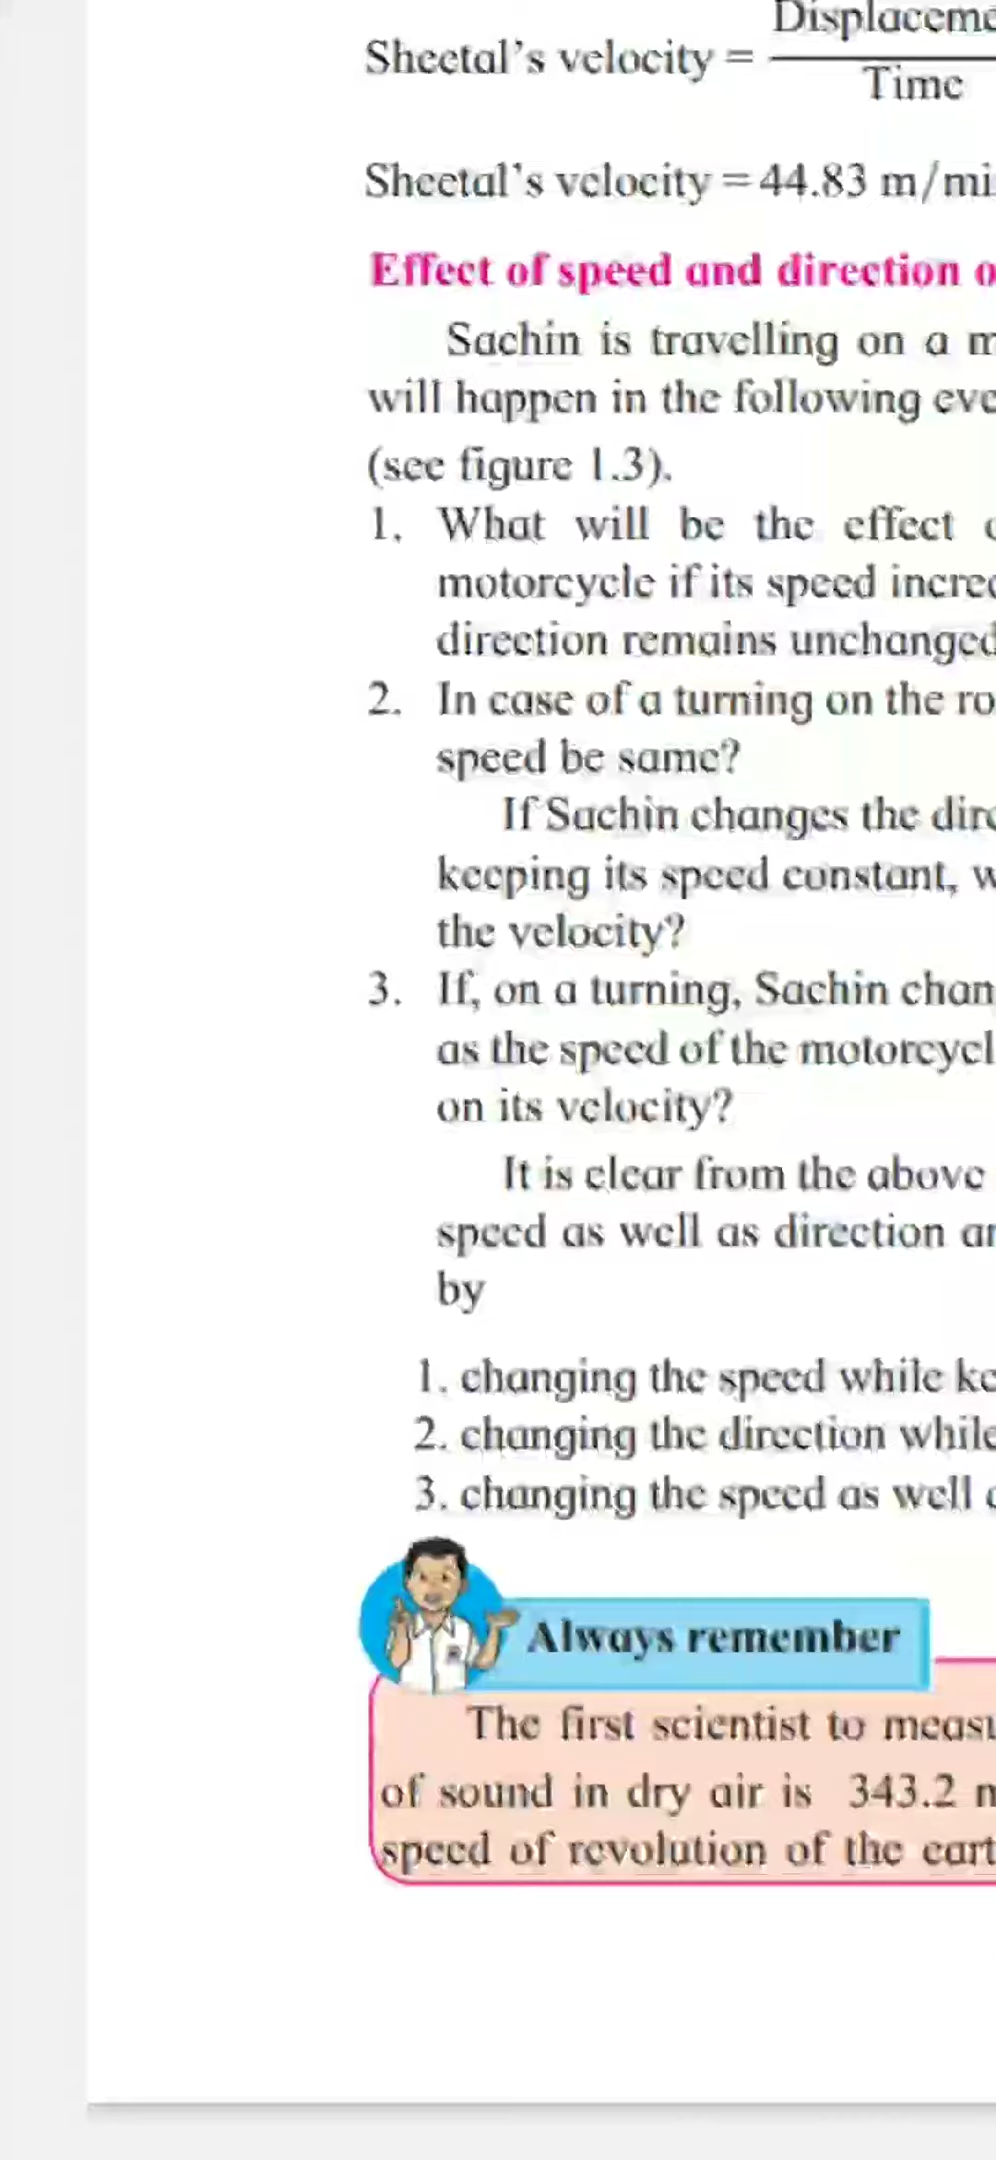 Displaceme
Sheetal's velocity =
Time
Sheetal's velocity = 44.83 m/mi
Effect of speed and direction o
Sachin is travelling on a m
will happen in the following eve
(see figure 1.3).
1. What will be the effect o
motorcycle if its speed increa
direction remains unchanged
2. In case of a turning on the ro
speed be same?
If Sachin changes the dire
keeping its speed constant, w
the velocity?
3. If, on a turning, Sachin chan
as the speed of the motorcycl
on its velocity?
It is clear from the above
speed as well as direction an
by
1. changing the speed while ke
2. changing the direction while
3. changing the speed as well a
Always remember
The first scientist to measu
of sound in dry air is 343.2 m
speed of revolution of the eart